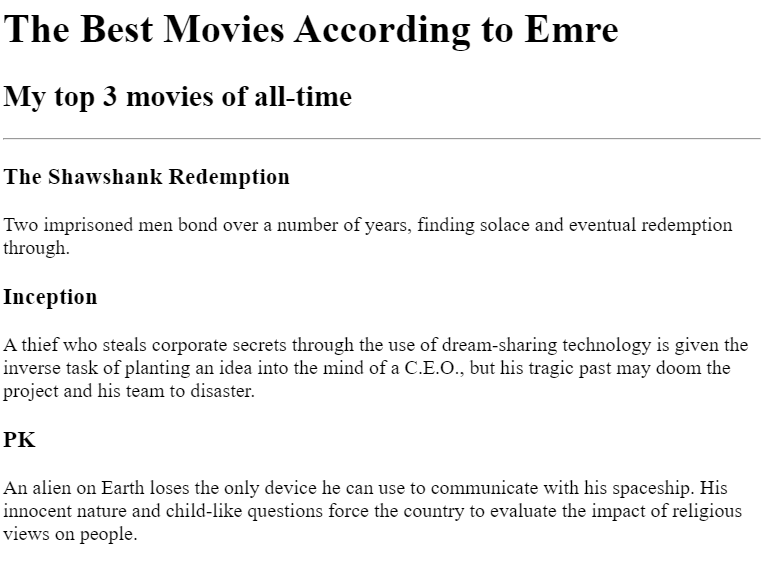 The Best Movies According to Emre
My top 3 movies of all-time
The Shawshank Redemption
Two imprisoned men bond over a number of years, finding solace and eventual redemption
through.
Inception
A thief who steals corporate secrets through the use of dream-sharing technology is given the
inverse task of planting an idea into the mind of a C.E.O., but his tragic past may doom the
project and his team to disaster.
PK
An alien on Earth loses the only device he can use to communicate with his spaceship. His
innocent nature and child-like questions force the country to evaluate the impact of religious
views on people.